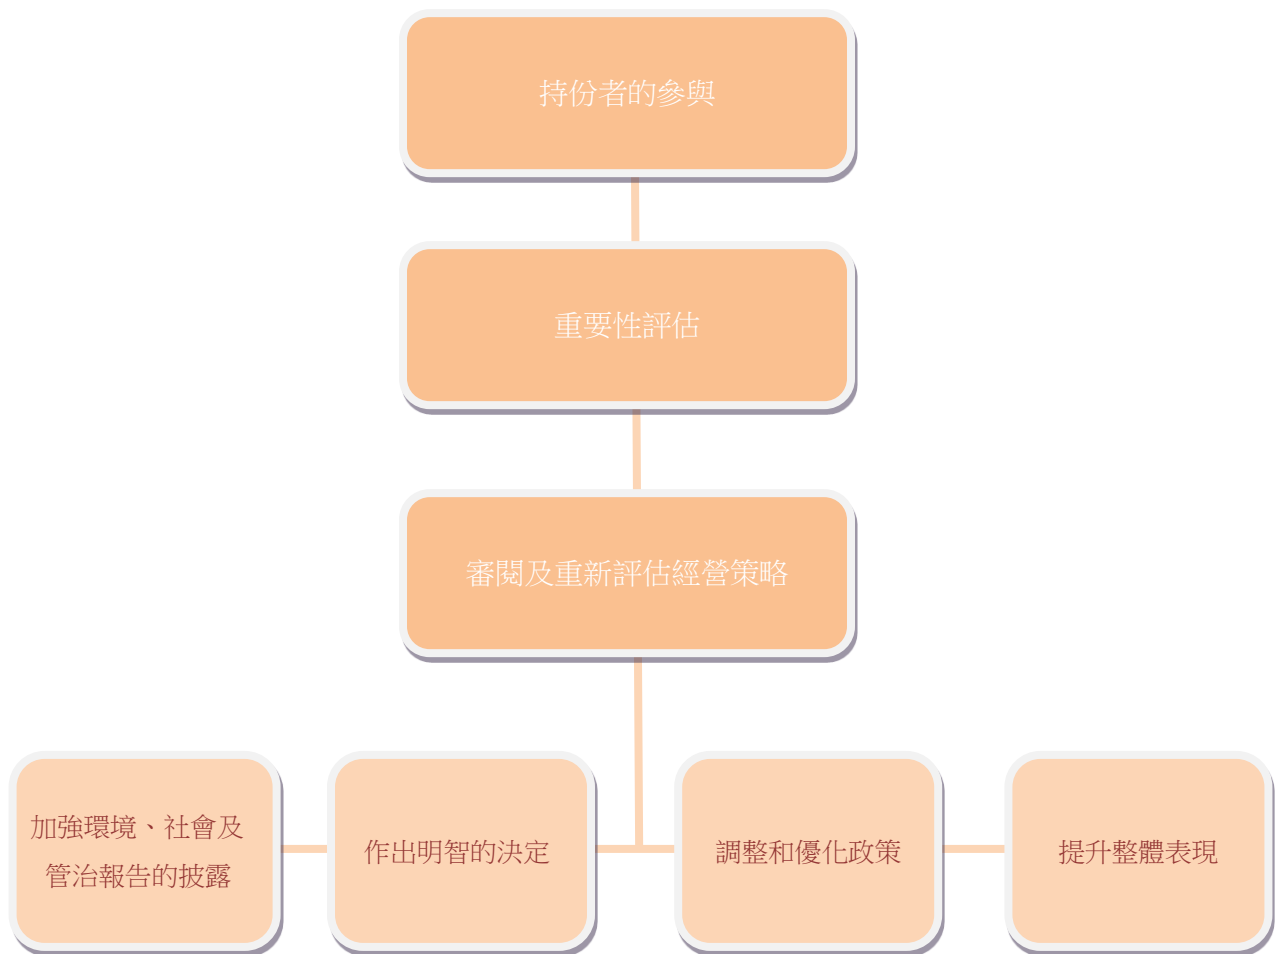 持份者的參與
重要性評估
審閱及重新評估經營策略
加強環境、社會及
管治報告的披露
作出明智的決定
調整和優化政策
提升整體表現